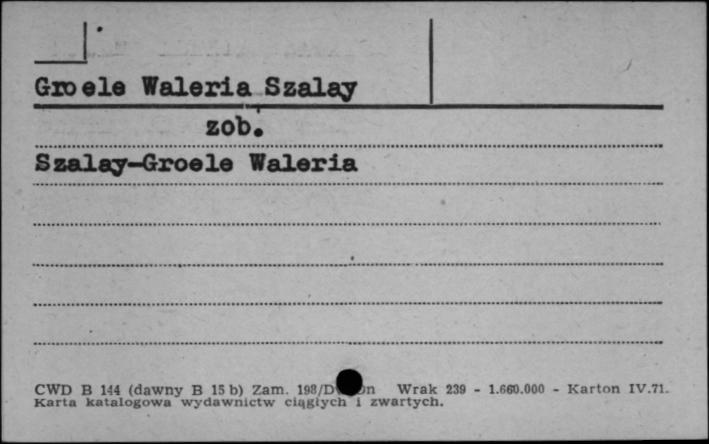 Groele Waleria Szalay
zob.
Szalay-Groele Waleria
CWD B 144 (dawny B 15 b) Zam. 198/ Wrak 239 - 1.660.000 - Karton IV.71.
Karta katalogowa wydawnictw ciągłych i zwartych.